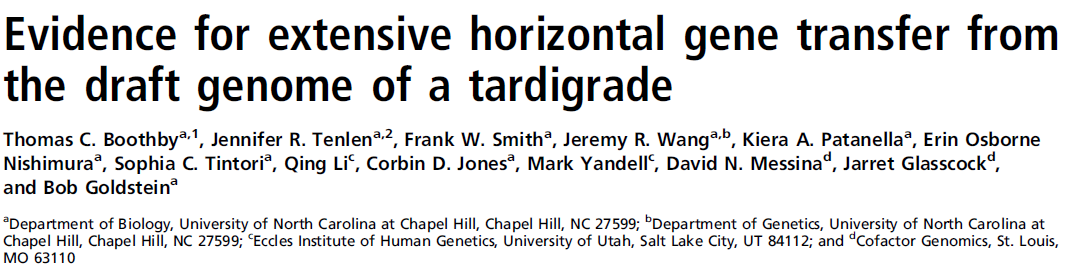 Evidence for extensive horizontal gene transfer from
the draft genome of a tardigrade
Thomas C. Boothbyᵃ,¹, Jennifer R. Tenlenᵃ,², Frank W. Smithᵃ, Jeremy R. Wangᵃ,ᵇ, Kiera A. Patanellaᵃ, Erin Osborne
Nishimuraᵃ, Sophia C. Tintoriᵃ, Qing Liᶜ, Corbin D. Jonesᵃ, Mark Yandellᶜ, David N. Messinaᵈ, Jarret Glasscockᵈ,
and Bob Goldsteinᵃ
ᵃDepartment of Biology, University of North Carolina at Chapel Hill, Chapel Hill, NC 27599; ᵇDepartment of Genetics, University of North Carolina at
Chapel Hill, Chapel Hill, NC 27599; ᶜEccles Institute of Human Genetics, University of Utah, Salt Lake City, UT 84112; and ᵈCofactor Genomics, St. Louis,
MO 63110